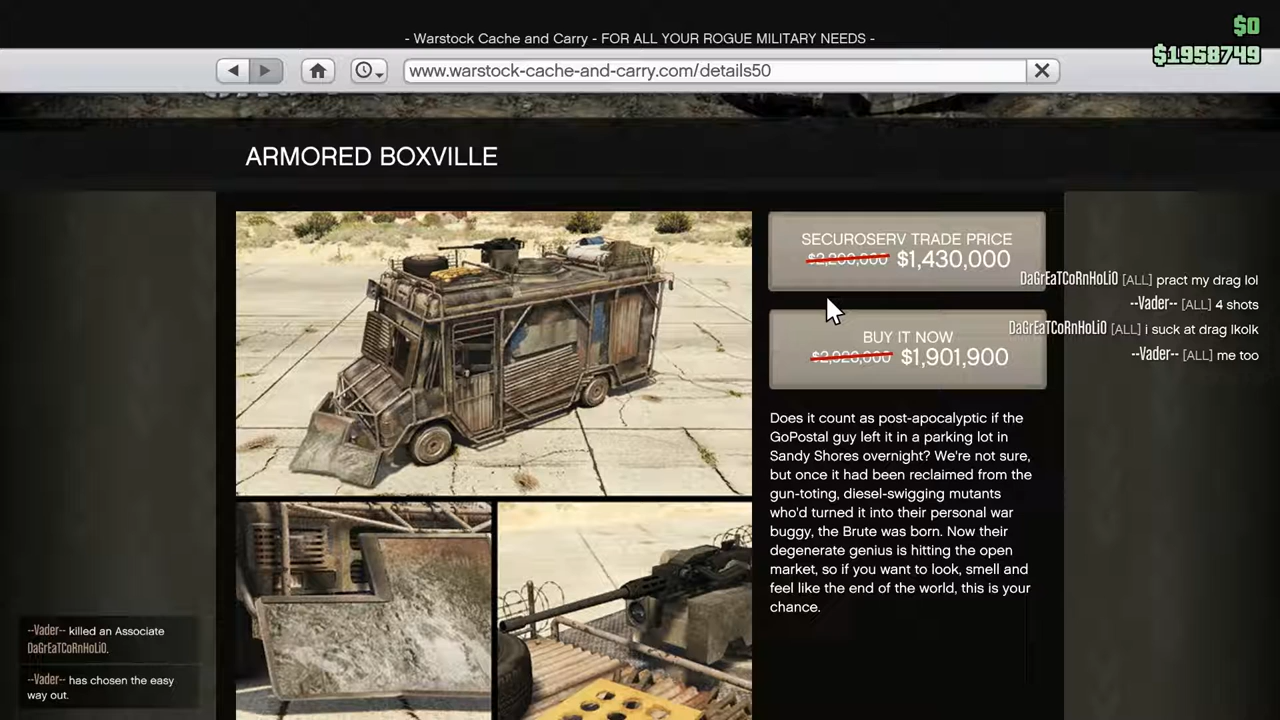 - Warstock Cache and Carry - FOR ALL YOUR ROGUE MILITARY NEEDS -
$0
$1958749
www.warstock-cache-and-carry.com/details50
ARMORED BOXVILLE
SECUROSERV TRADE PRICE
$2,200,000 $1,430,000
BUY IT NOW
$2,926,000 $1,901,900
DaGrEaTCoRnHoLiO [ALL] pract my drag lol
--Vader-- [ALL] 4 shots
DaGrEaTCoRnHoLiO [ALL] i suck at drag lkolk
--Vader-- [ALL] me too
Does it count as post-apocalyptic if the
GoPostal guy left it in a parking lot in
Sandy Shores overnight? We're not sure,
but once it had been reclaimed from the
gun-toting, diesel-swigging mutants
who'd turned it into their personal war
buggy, the Brute was born. Now their
degenerate genius is hitting the open
market, so if you want to look, smell and
feel like the end of the world, this is your
chance.
--Vader-- killed an Associate
DaGrEaTCoRnHoLiO.
--Vader-- has chosen the easy
way out.